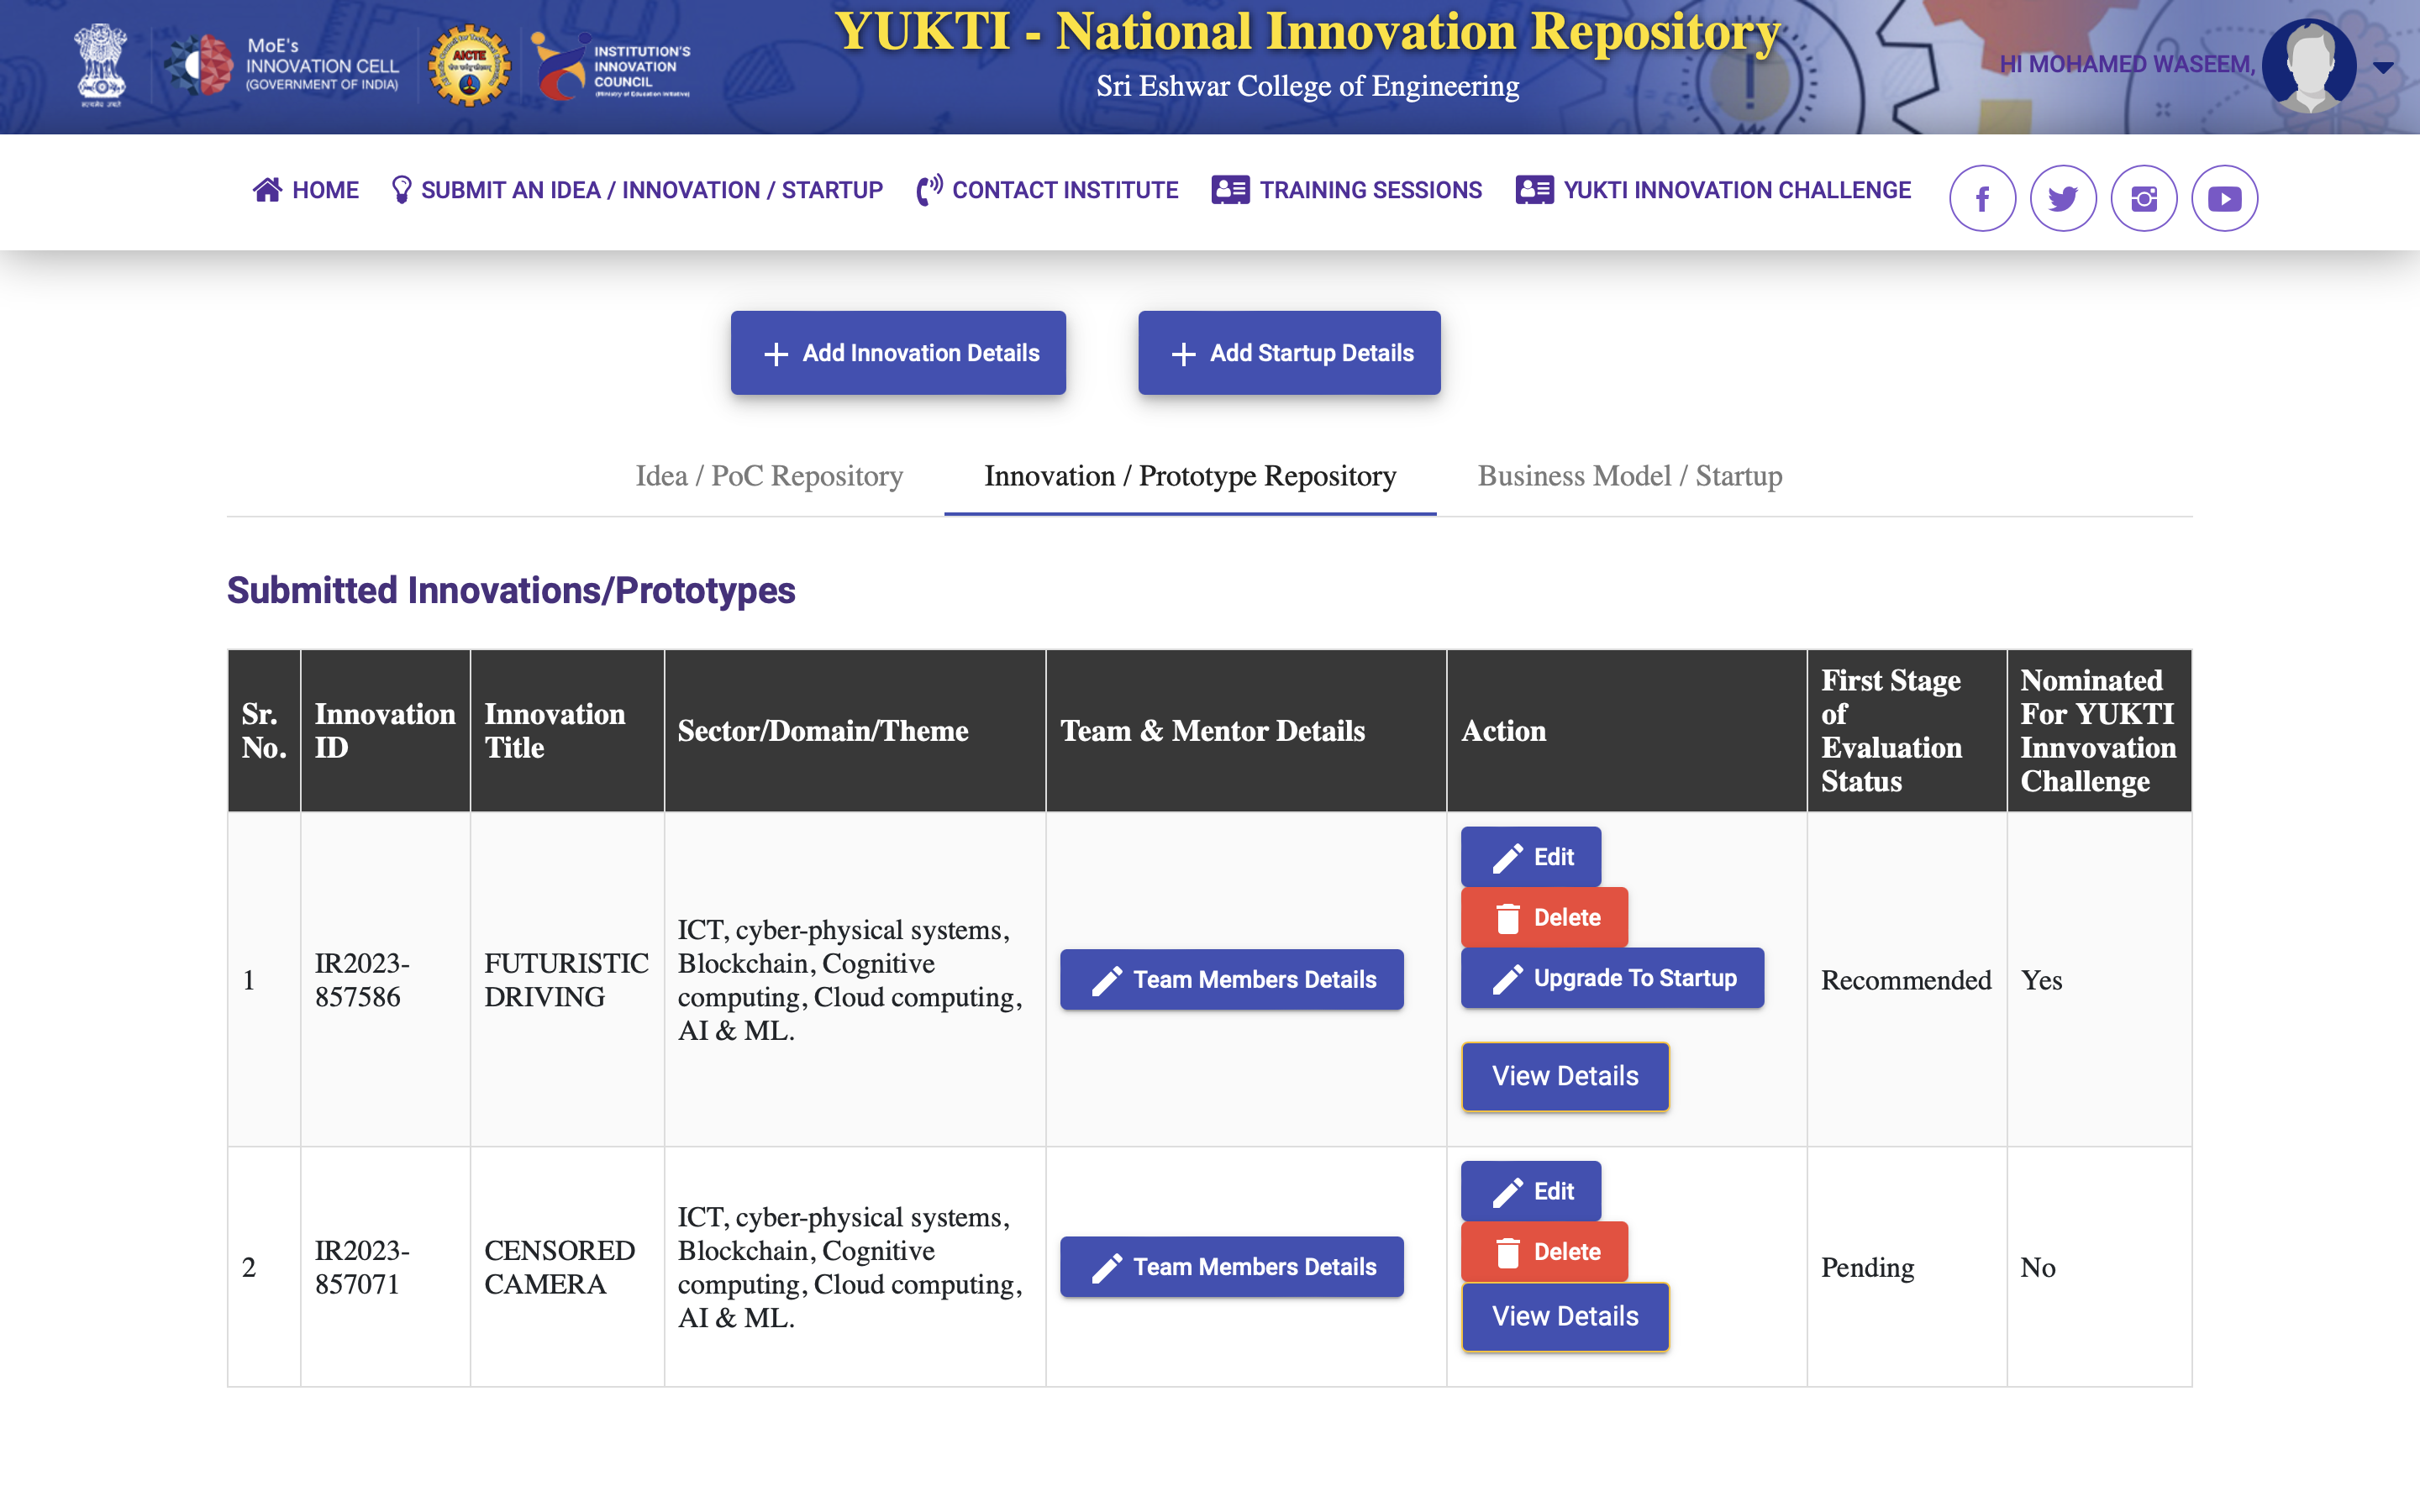 MoE's
INNOVATION CELL
(GOVERNMENT OF INDIA)
AICTE
INSTITUTION'S
INNOVATION
COUNCIL
(Ministry of Education Initiative)
YUKTI - National Innovation Repository
Sri Eshwar College of Engineering
HI MOHAMED WASEEM,
HOME
SUBMIT AN IDEA / INNOVATION / STARTUP
CONTACT INSTITUTE
TRAINING SESSIONS
YUKTI INNOVATION CHALLENGE
+ Add Innovation Details
+ Add Startup Details
Idea / PoC Repository
Innovation / Prototype Repository
Business Model / Startup
Submitted Innovations/Prototypes
Sr.
No.
Innovation
ID
Innovation
Title
Sector/Domain/Theme
Team & Mentor Details
Action
First Stage
of
Evaluation
Status
Nominated
For YUKTI
Innvovation
Challenge
1
IR2023-
857586
FUTURISTIC
DRIVING
ICT, cyber-physical systems,
Blockchain, Cognitive
computing, Cloud computing,
AI & ML.
Team Members Details
Edit
Delete
Upgrade To Startup
View Details
Recommended
Yes
2
IR2023-
857071
CENSORED
CAMERA
ICT, cyber-physical systems,
Blockchain, Cognitive
computing, Cloud computing,
AI & ML.
Team Members Details
Edit
Delete
View Details
Pending
No